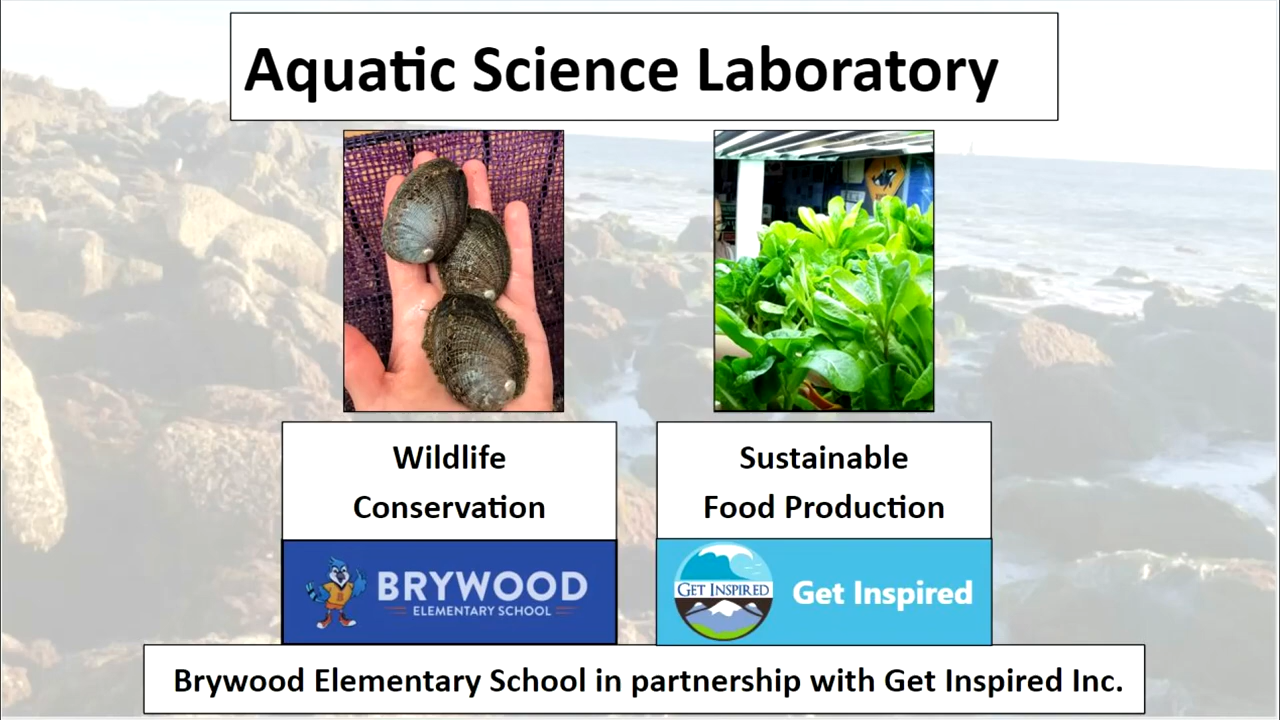 Aquatic Science Laboratory
Wildlife
Conservation
Sustainable
Food Production
BRYWOOD
ELEMENTARY SCHOOL
GET INSPIRED
Get Inspired
Brywood Elementary School in partnership with Get Inspired Inc.